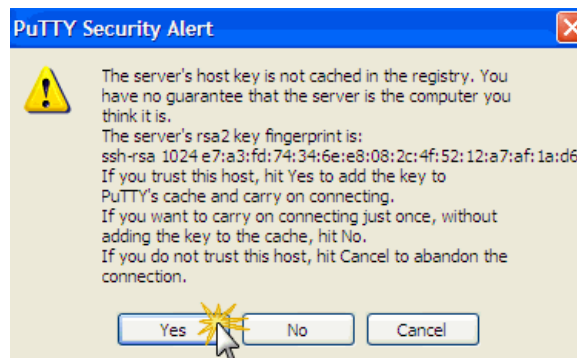 PuTTY Security Alert
The server's host key is not cached in the registry. You
have no guarantee that the server is the computer you
think it is.
The server's rsa2 key fingerprint is:
ssh-rsa 1024 e7:a3:fd:74:34:6e:e8:08:2c:4f:52:12:a7:af:1a:d6
If you trust this host, hit Yes to add the key to
PuTTY's cache and carry on connecting.
If you want to carry on connecting just once, without
adding the key to the cache, hit No.
If you do not trust this host, hit Cancel to abandon the
connection.
Yes No Cancel